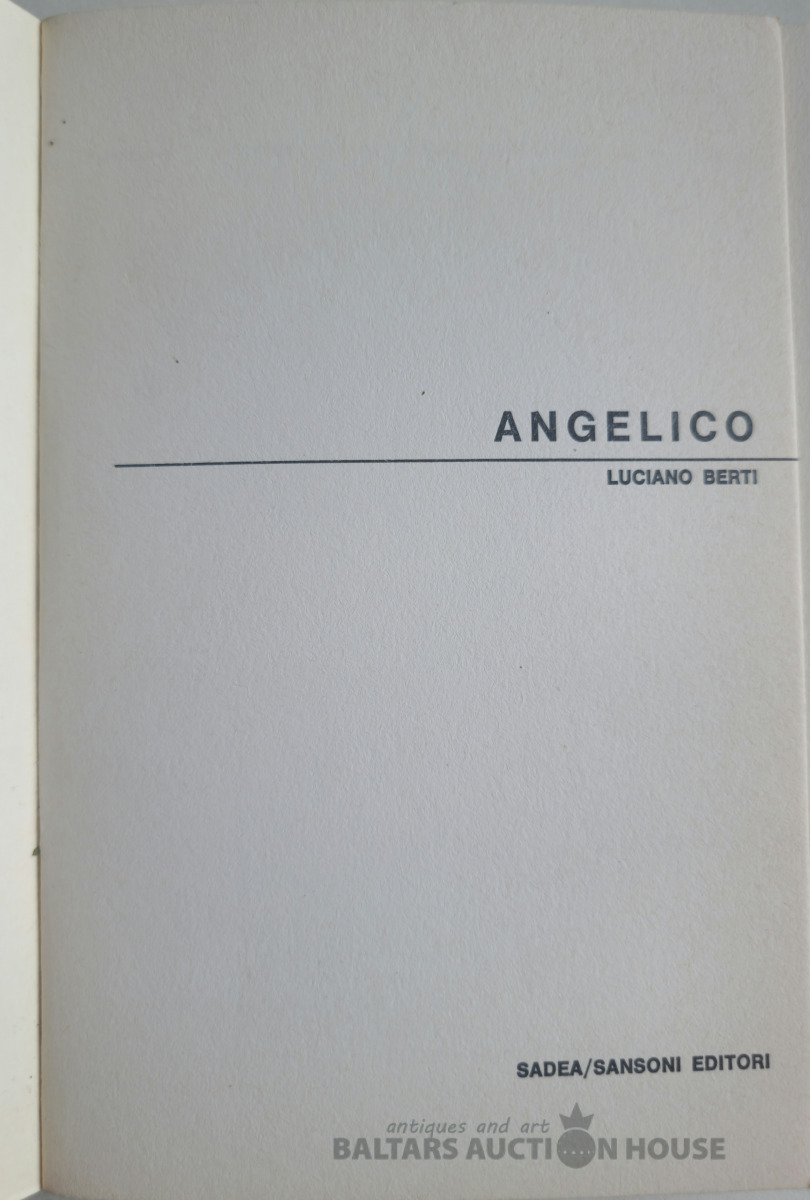 ANGELICO
LUCIANO BERTI
SADEA/SANSONI EDITORI
antiques and art
BALTARS AUCTION HOUSE